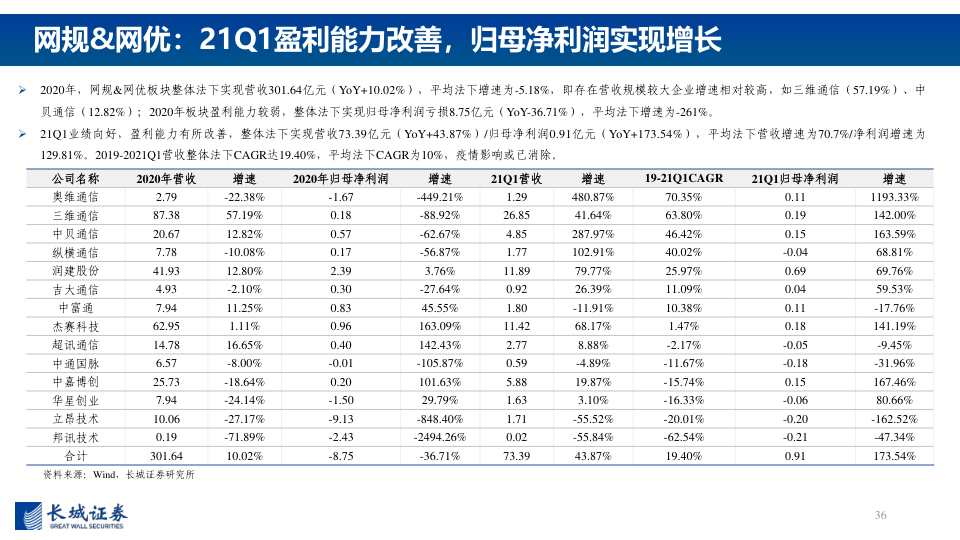 网规&网优：21Q1盈利能力改善，归母净利润实现增长
➢ 2020年，网规&网优板块整体法下实现营收301.64亿元（YoY+10.02%），平均法下增速为-5.18%，即存在营收规模较大企业增速相对较高，如三维通信（57.19%）、中
贝通信（12.82%）；2020年板块盈利能力较弱，整体法下实现归母净利润亏损8.75亿元（YoY-36.71%），平均法下增速为-261%。
➢ 21Q1业绩向好，盈利能力有所改善，整体法下实现营收73.39亿元（YoY+43.87%）/归母净利润0.91亿元（YoY+173.54%），平均法下营收增速为70.7%/净利润增速为
129.81%。2019-2021Q1营收整体法下CAGR达19.40%，平均法下CAGR为10%，疫情影响或已消除。
公司名称 2020年营收 增速 2020年归母净利润 增速 21Q1营收 增速 19-21Q1CAGR 21Q1归母净利润 增速
奥维通信 2.79 -22.38% -1.67 -449.21% 1.29 480.87% 70.35% 0.11 1193.33%
三维通信 87.38 57.19% 0.18 -88.92% 26.85 41.64% 63.80% 0.19 142.00%
中贝通信 20.67 12.82% 0.57 -62.67% 4.85 287.97% 46.42% 0.15 163.59%
纵横通信 7.78 -10.08% 0.17 -56.87% 1.77 102.91% 40.02% -0.04 68.81%
润建股份 41.93 12.80% 2.39 3.76% 11.89 79.77% 25.97% 0.69 69.76%
吉大通信 4.93 -2.10% 0.30 -27.64% 0.92 26.39% 11.09% 0.04 59.53%
中富通 7.94 11.25% 0.83 45.55% 1.80 -11.91% 10.38% 0.11 -17.76%
杰赛科技 62.95 1.11% 0.96 163.09% 11.42 68.17% 1.47% 0.18 141.19%
超讯通信 14.78 16.65% 0.40 142.43% 2.77 8.88% -2.17% -0.05 -9.45%
中通国脉 6.57 -8.00% -0.01 -105.87% 0.59 -4.89% -11.67% -0.18 -31.96%
中嘉博创 25.73 -18.64% 0.20 101.63% 5.88 19.87% -15.74% 0.15 167.46%
华星创业 7.94 -24.14% -1.50 29.79% 1.63 3.10% -16.33% -0.06 80.66%
立昂技术 10.06 -27.17% -9.13 -848.40% 1.71 -55.52% -20.01% -0.20 -162.52%
邦讯技术 0.19 -71.89% -2.43 -2494.26% 0.02 -55.84% -62.54% -0.21 -47.34%
合计 301.64 10.02% -8.75 -36.71% 73.39 43.87% 19.40% 0.91 173.54%
资料来源：Wind，长城证券研究所
长城证券
GREAT WALL SECURITIES
36